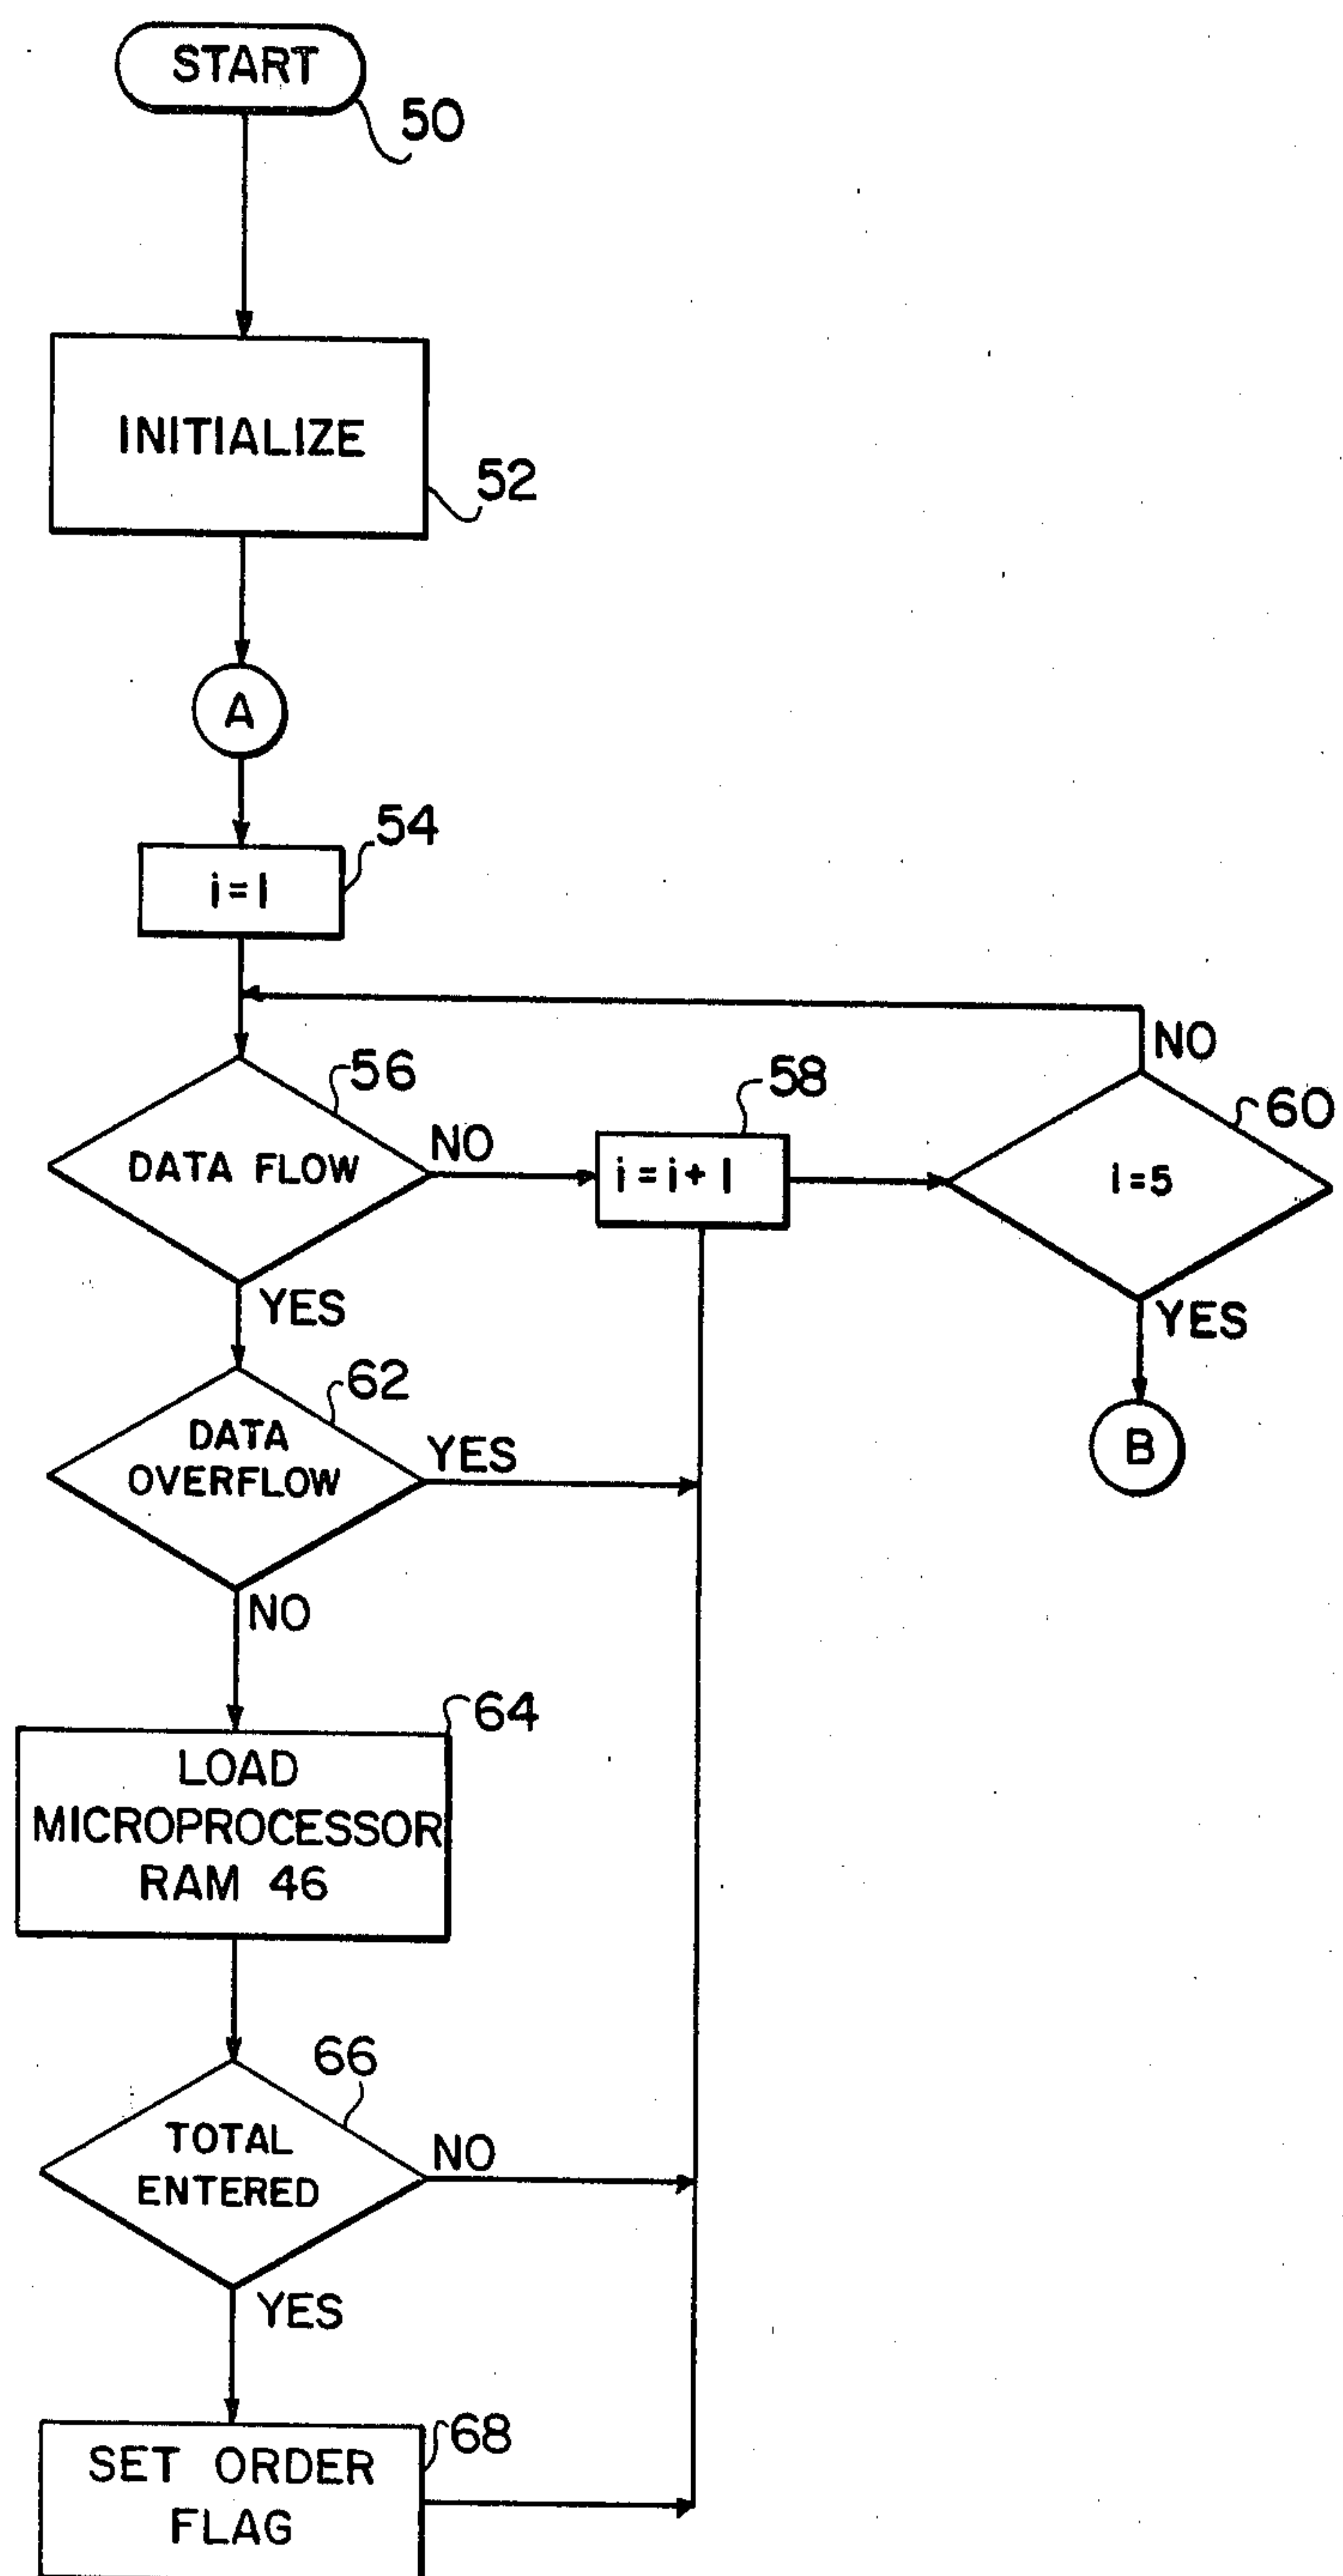 START
50
INITIALIZE
52
A
54
i=1
NO
56
58
60
DATA FLOW
NO
i=i+1
i=5
YES
YES
62
DATA
OVERFLOW
YES
B
NO
64
LOAD
MICROPROCESSOR
RAM 46
66
TOTAL
ENTERED
NO
YES
68
SET ORDER
FLAG